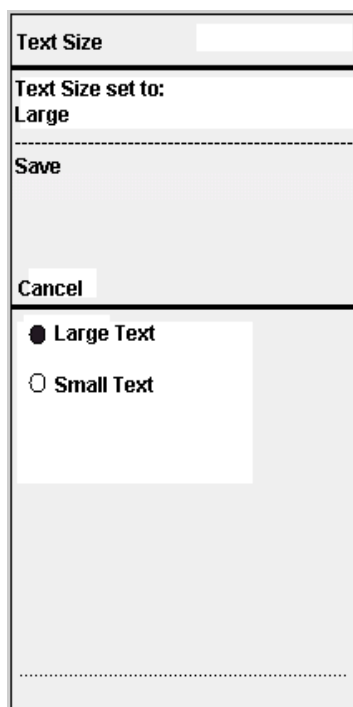 Text Size
Text Size set to:
Large
Save
Cancel
Large Text
Small Text